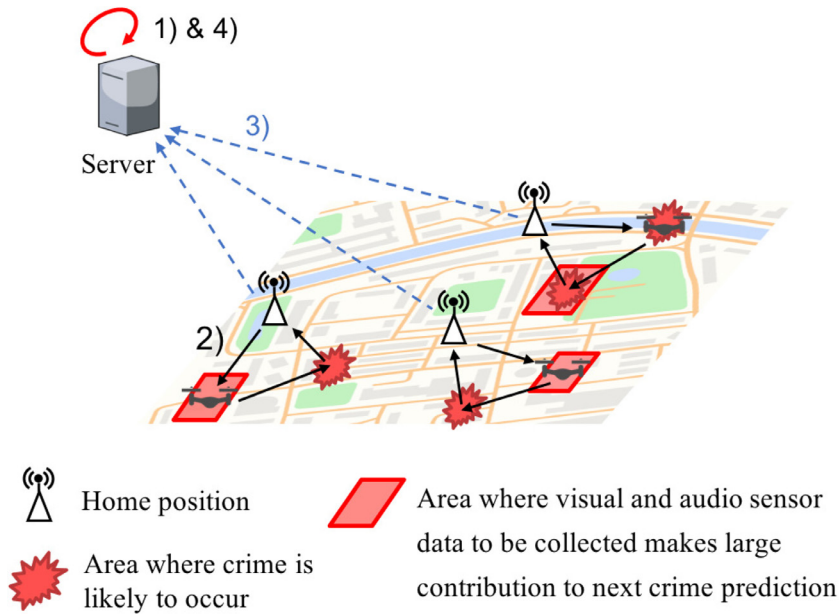 1) & 4)
Server
3)
2)
Home position
Area where crime is
likely to occur
Area where visual and audio sensor
data to be collected makes large
contribution to next crime prediction